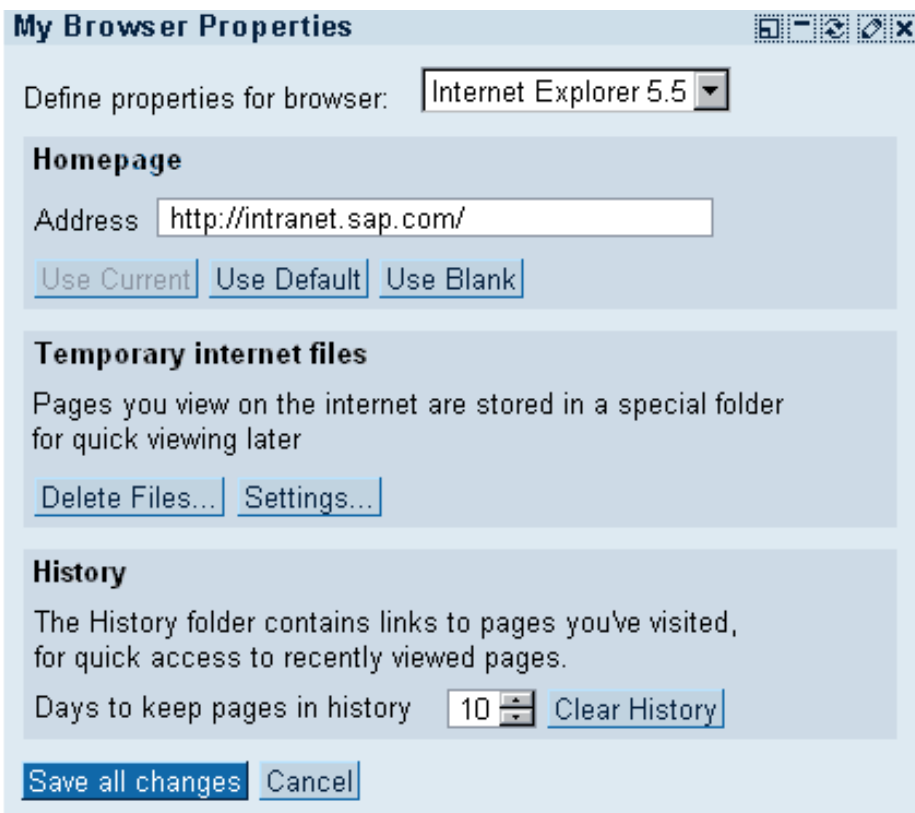 My Browser Properties
Define properties for browser: Internet Explorer 5.5
Homepage
Address http://intranet.sap.com/
Use Current Use Default Use Blank
Temporary internet files
Pages you view on the internet are stored in a special folder
for quick viewing later
Delete Files... Settings...
History
The History folder contains links to pages you've visited,
for quick access to recently viewed pages.
Days to keep pages in history 10 Clear History
Save all changes Cancel